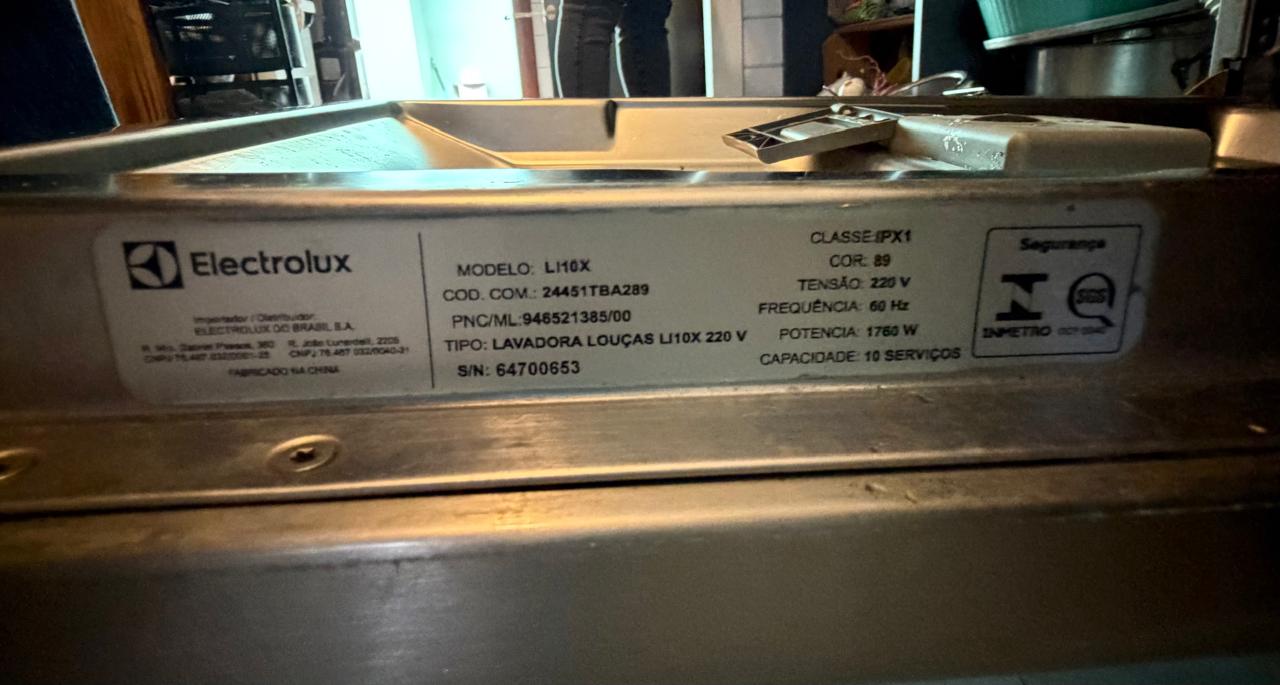 Electrolux
Importador / Distribuidor:
ELECTROLUX DO BRASIL S.A.
FABRICADO NA CHINA
MODELO: LI10X
COD. COM.: 24451TBA289
PNC/ML:946521385/00
TIPO: LAVADORA LOUÇAS LI10X 220 V
S/N: 64700653
CLASSE:IPX1
COR: 89
TENSÃO: 220 V
FREQUÊNCIA: 60 Hz
POTENCIA: 1760 W
CAPACIDADE: 10 SERVIÇOS
Segurança
SGS
INMETRO